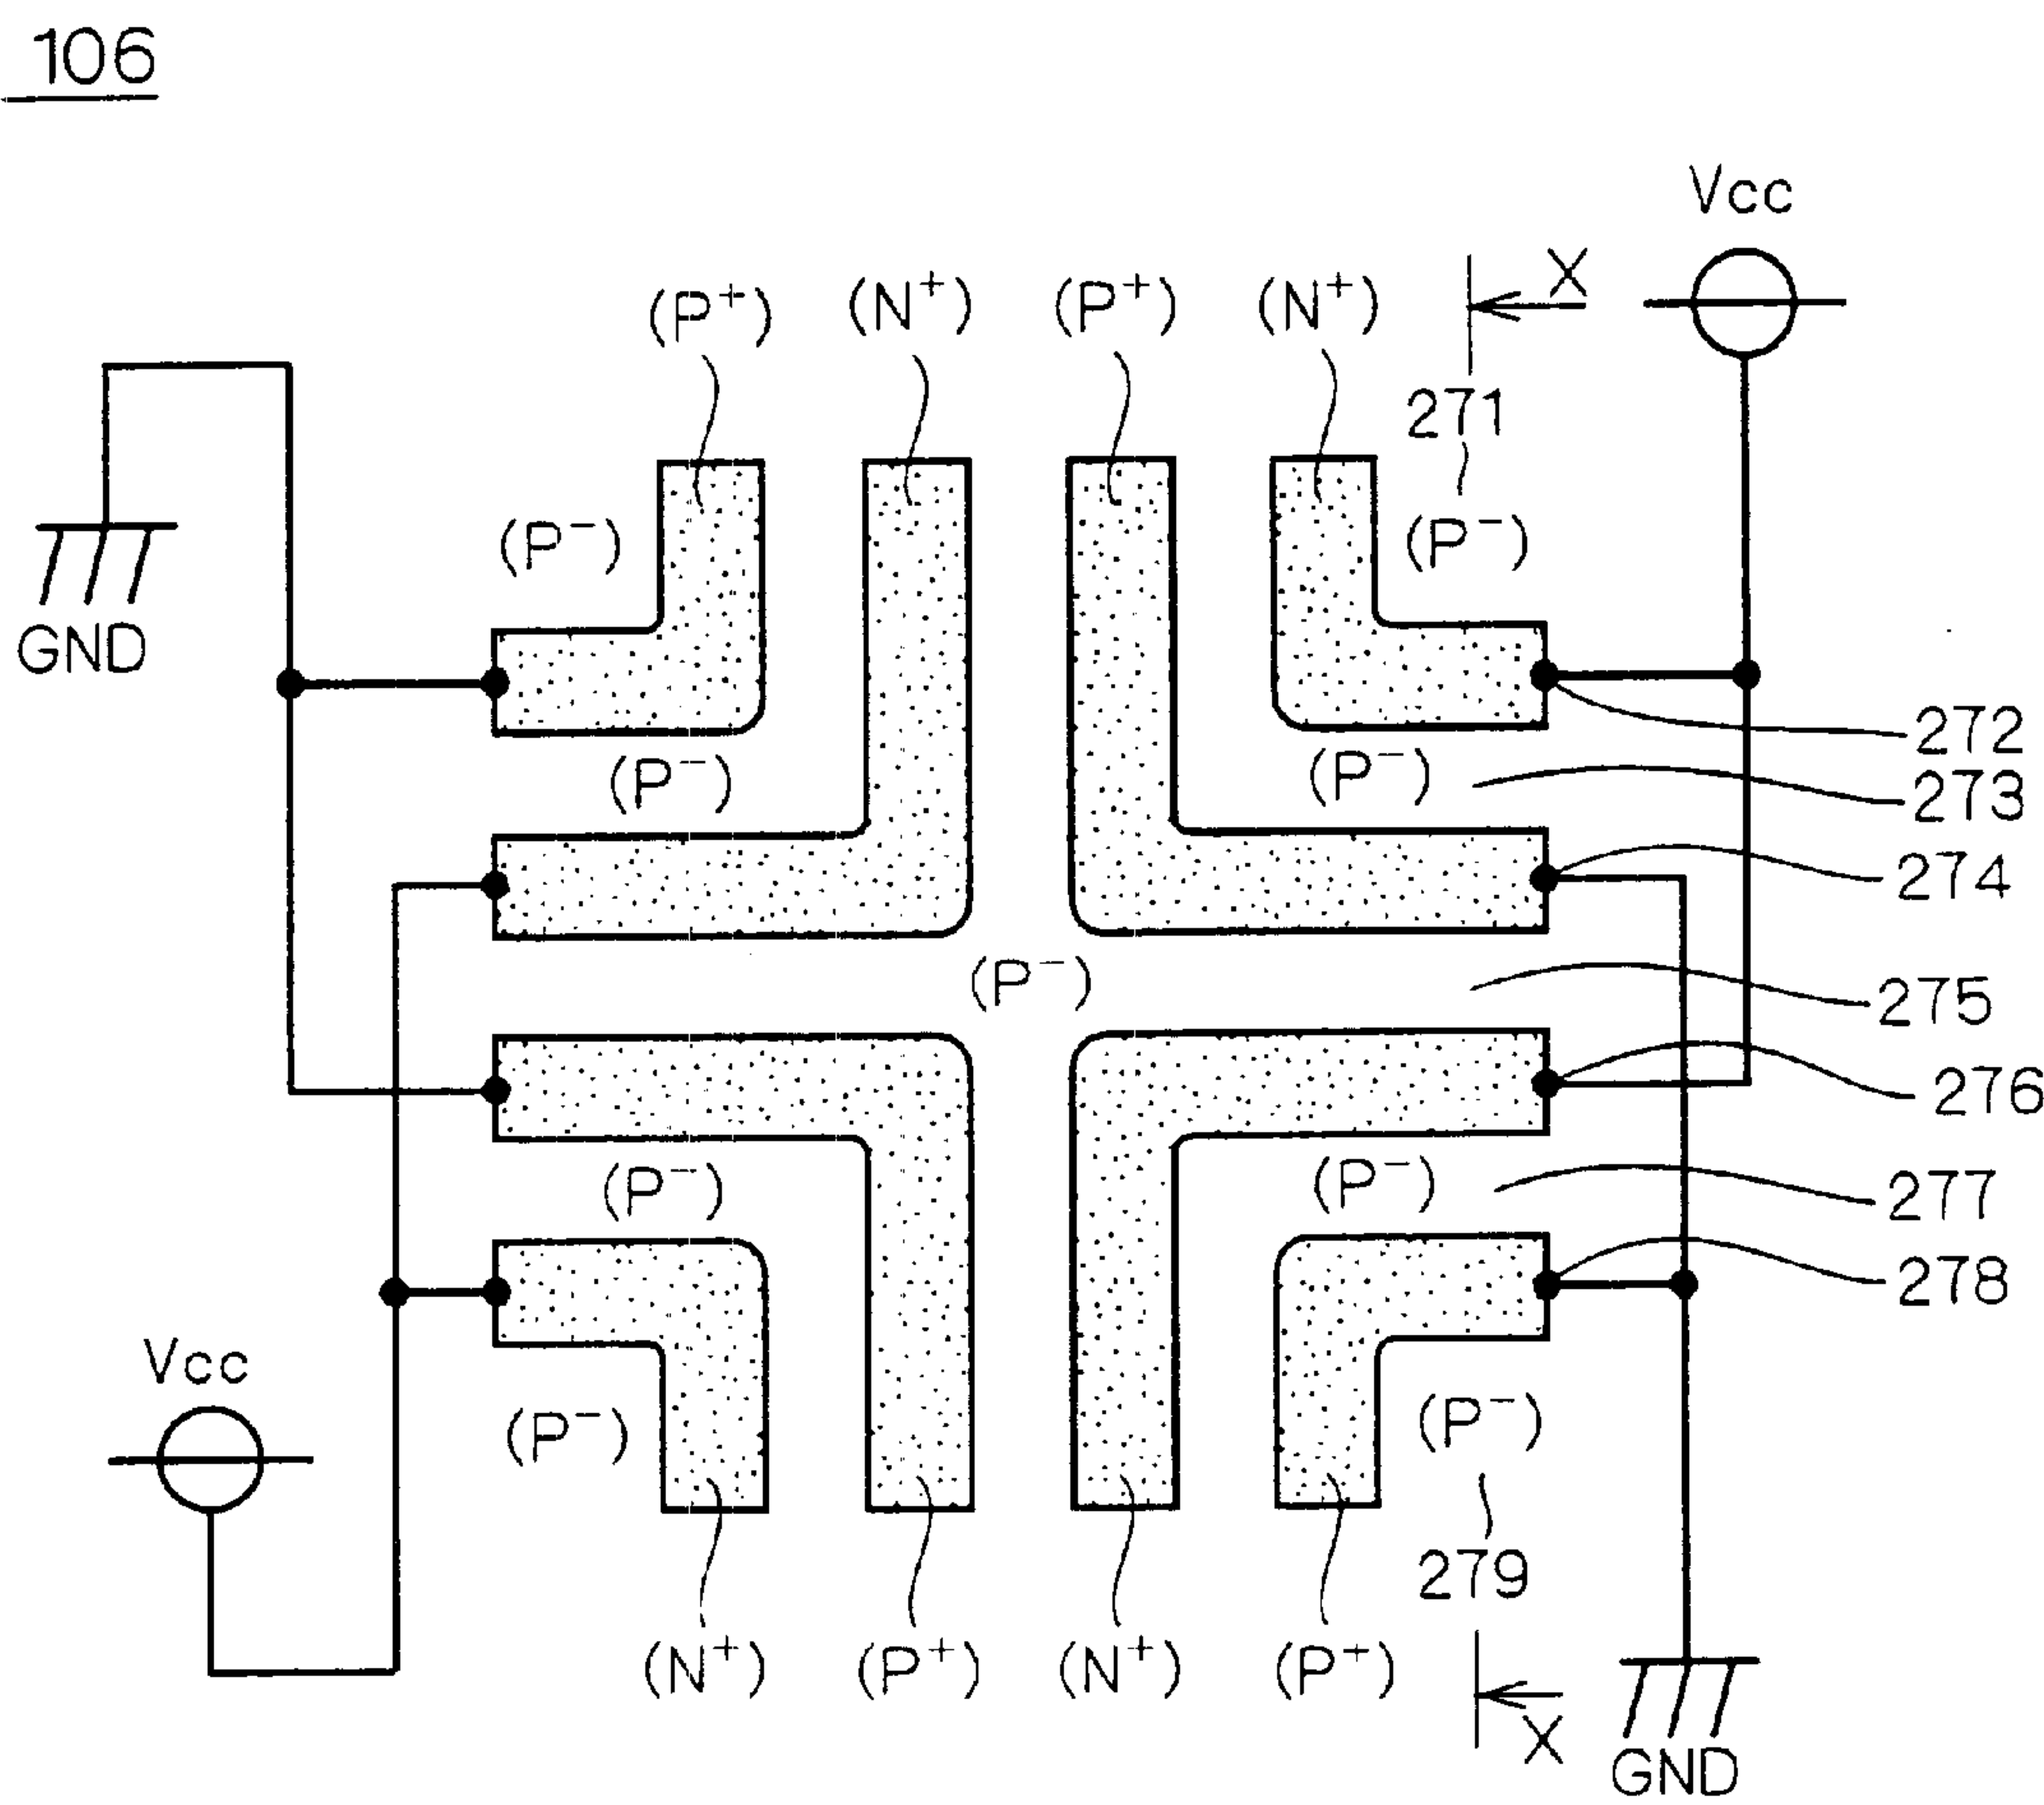 106
Vcc
(P+) (N+) (P+) (N+) X
271
(P−) (P−)
GND
272
(P−) (P−) 273
274
(P−) 275
276
(P−) (P−) 277
278
Vcc
(P−) (P−)
279
(N+) (P+) (N+) (P+)
X
GND